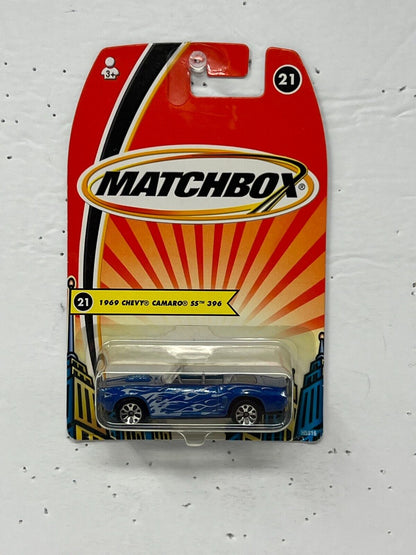 3+
21
MATCHBOX®
21 1969 CHEVY® CAMARO® SS™ 396